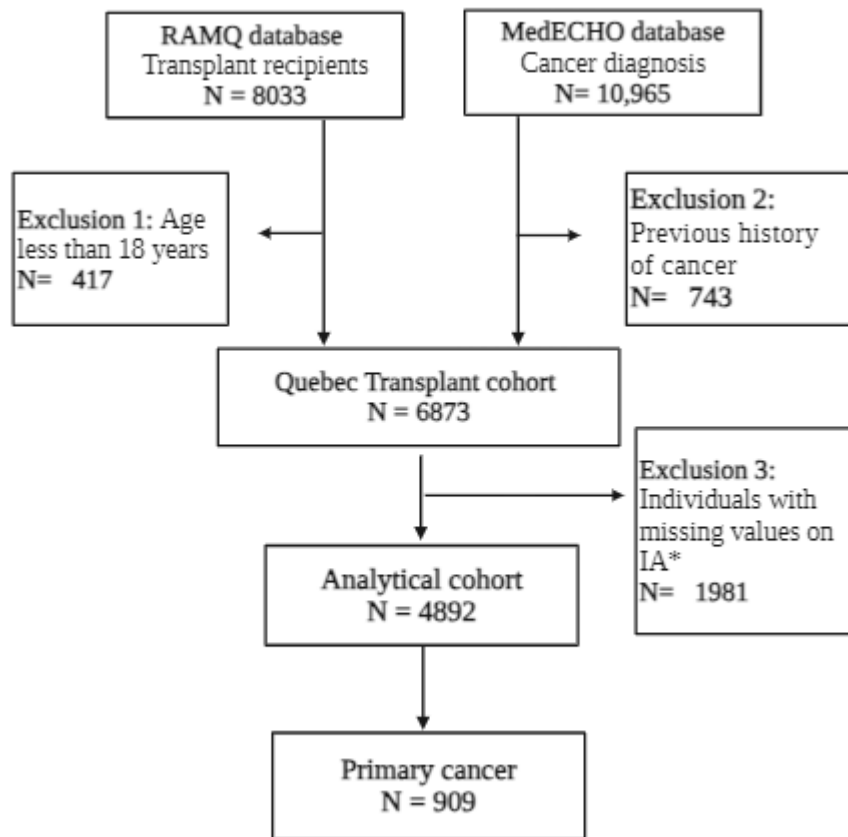 RAMQ database
Transplant recipients
N = 8033
MedECHO database
Cancer diagnosis
N= 10,965
Exclusion 1: Age
less than 18 years
N= 417
Exclusion 2:
Previous history
of cancer
N= 743
Quebec Transplant cohort
N = 6873
Exclusion 3:
Individuals with
missing values on
IA*
N= 1981
Analytical cohort
N = 4892
Primary cancer
N = 909